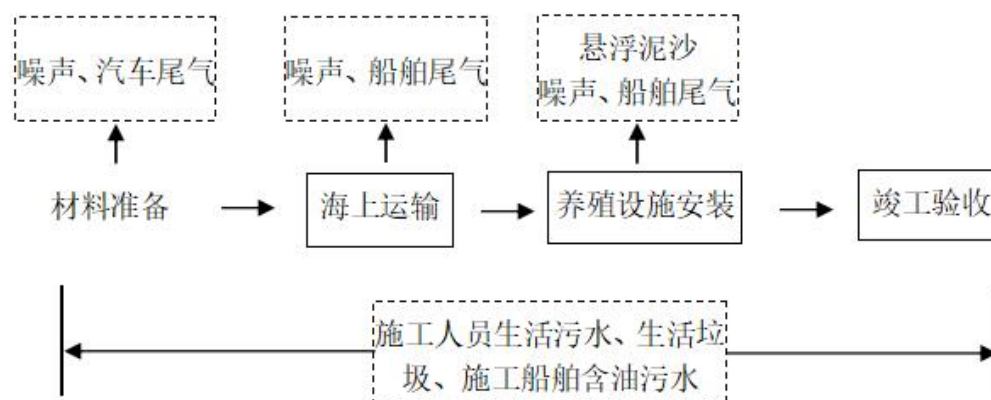 噪声、汽车尾气
噪声、船舶尾气
悬浮泥沙
噪声、船舶尾气
材料准备
海上运输
养殖设施安装
竣工验收
施工人员生活污水、生活垃
圾、施工船舶含油污水